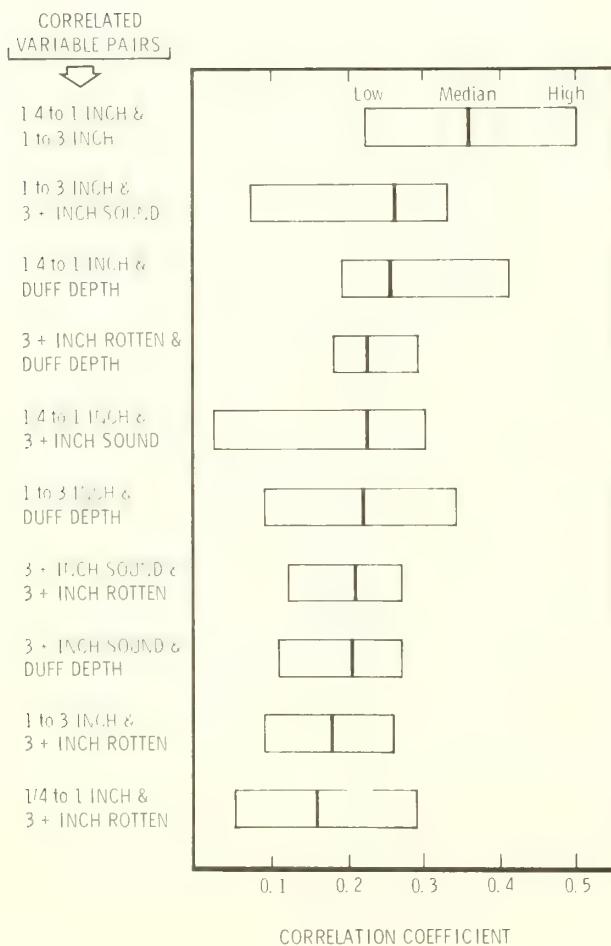 CORRELATED
VARIABLE PAIRS
Low Median High
1 4 to 1 INCH &
1 to 3 INCH
1 to 3 INCH &
3 + INCH SOUND
1 4 to 1 INCH &
DUFF DEPTH
3 + INCH ROTTEN &
DUFF DEPTH
1 4 to 1 INCH &
3 + INCH SOUND
1 to 3 INCH &
DUFF DEPTH
3 + INCH SOUND &
3 + INCH ROTTEN
3 + INCH SOUND &
DUFF DEPTH
1 to 3 INCH &
3 + INCH ROTTEN
1/4 to 1 INCH &
3 + INCH ROTTEN
0.1 0.2 0.3 0.4 0.5
CORRELATION COEFFICIENT